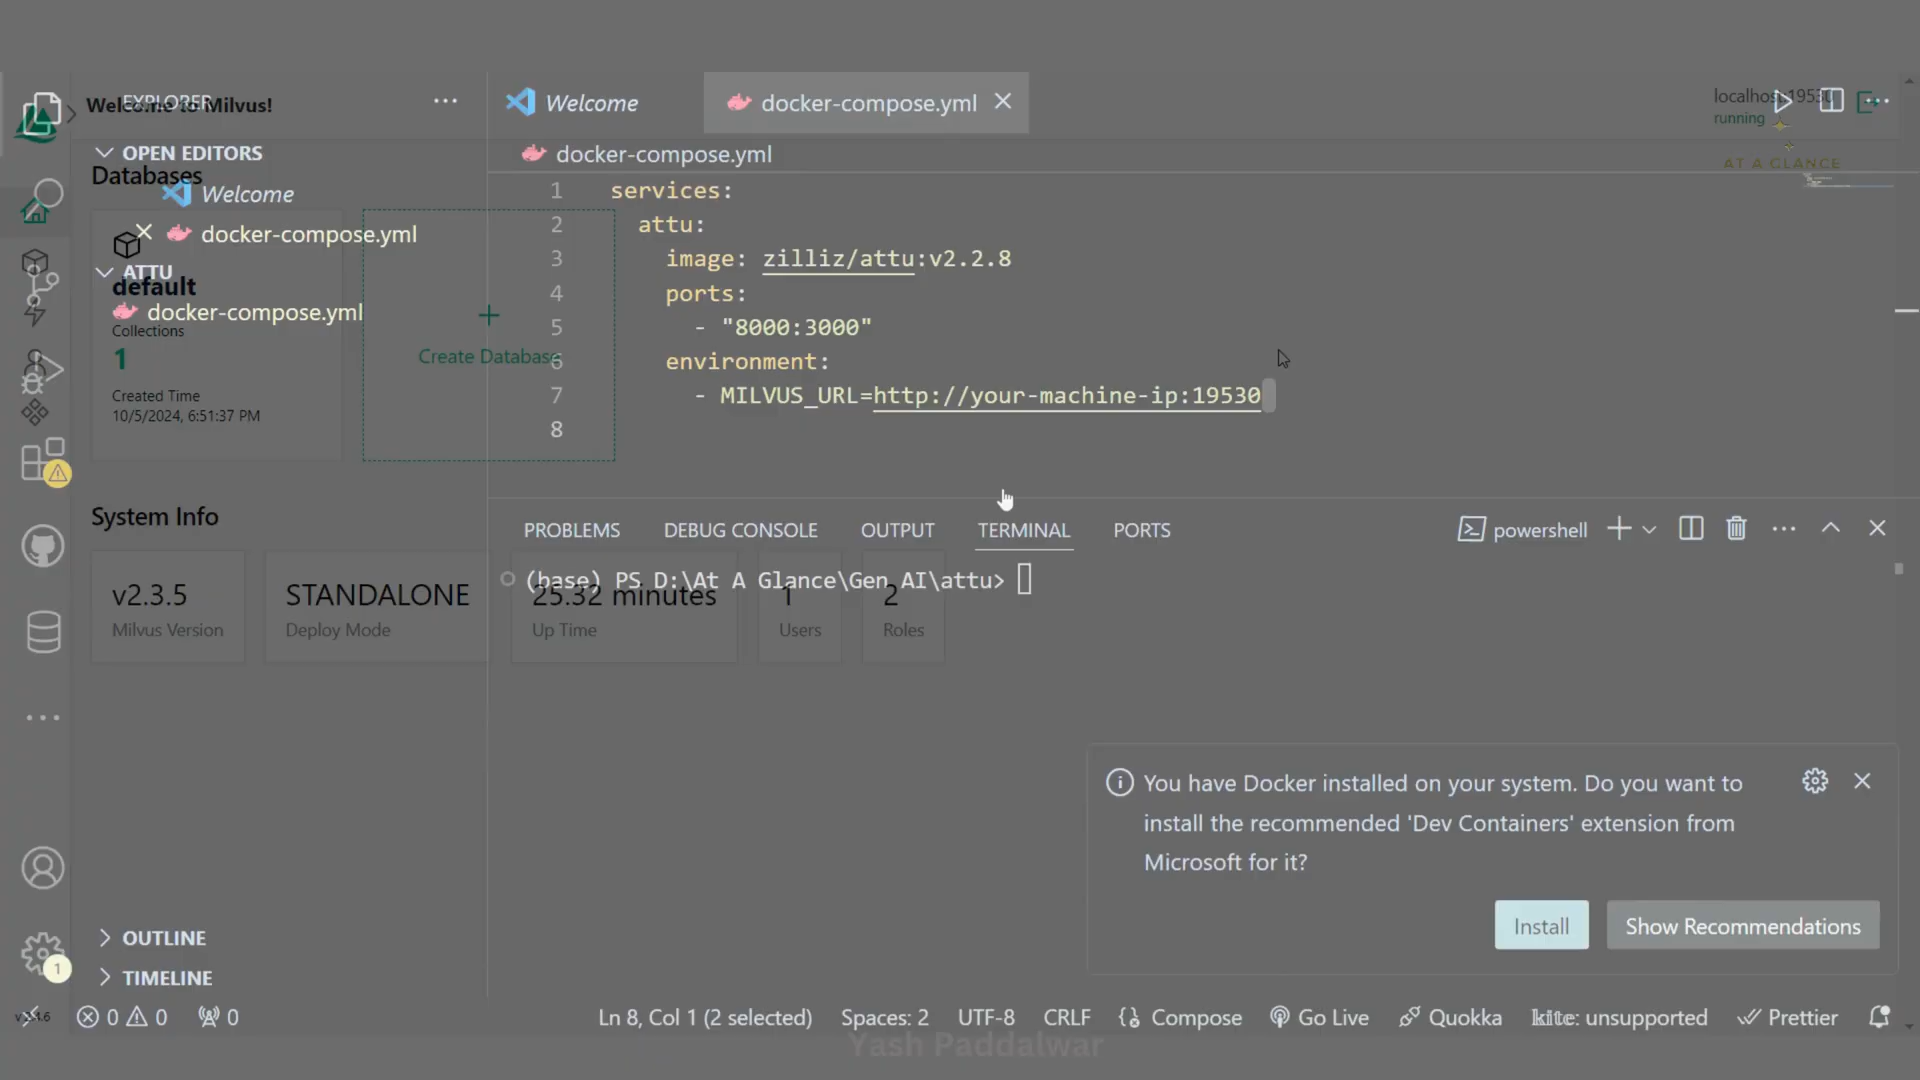 EXPLORER
Welcome to Milvus!
Welcome
docker-compose.yml
localhost:19530
running
AT A GLANCE
OPEN EDITORS
Databases
Welcome
docker-compose.yml
ATTU
default
docker-compose.yml
Collections
1
Created Time
10/5/2024, 6:51:37 PM
Create Database
docker-compose.yml
1 services:
2 attu:
3 image: zilliz/attu:v2.2.8
4 ports:
5 - "8000:3000"
6 environment:
7 - MILVUS_URL=http://your-machine-ip:19530
8
System Info
v2.3.5
Milvus Version
STANDALONE
Deploy Mode
25.32 minutes
Up Time
1
Users
2
Roles
PROBLEMS DEBUG CONSOLE OUTPUT TERMINAL PORTS
powershell
(base) PS D:\At A Glance\Gen AI\attu>
You have Docker installed on your system. Do you want to
install the recommended 'Dev Containers' extension from
Microsoft for it?
Install Show Recommendations
OUTLINE
TIMELINE
1
0 0 0
Ln 8, Col 1 (2 selected) Spaces: 2 UTF-8 CRLF Compose Go Live Quokka kite: unsupported Prettier
Yash Paddalwar